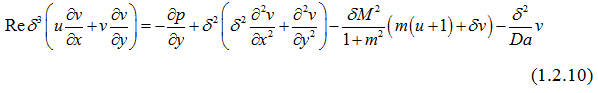 Re δ³ ( u ∂v/∂x + v ∂v/∂y ) = − ∂p/∂y + δ² ( δ² ∂²v/∂x² + ∂²v/∂y² ) − δM²/(1+m²) ( m(u+1) + δv ) − δ²/Da v
(1.2.10)